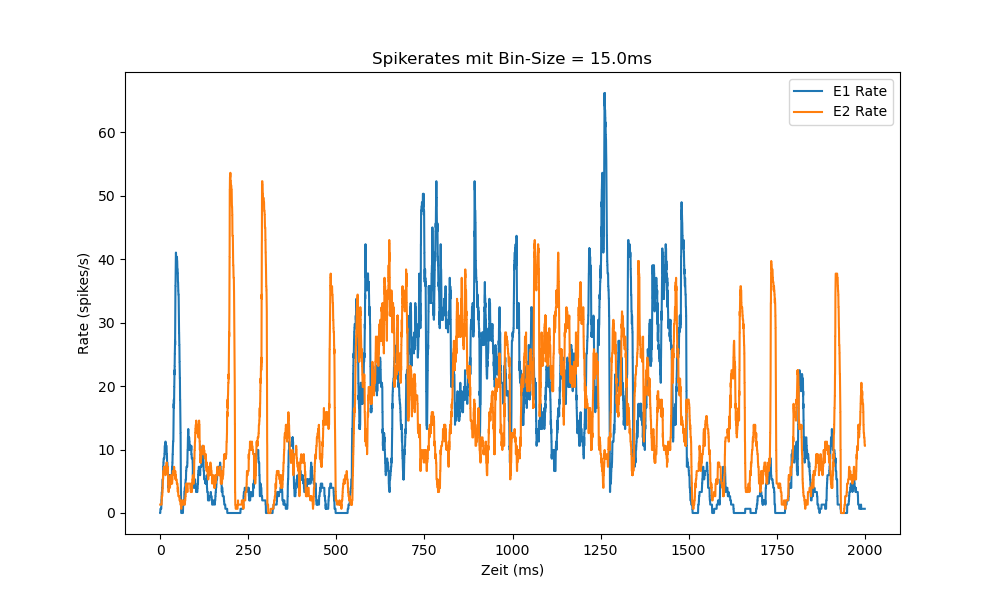 Spikerates mit Bin-Size = 15.0ms
E1 Rate
E2 Rate
Rate (spikes/s)
60
50
40
30
20
10
0
0 250 500 750 1000 1250 1500 1750 2000
Zeit (ms)